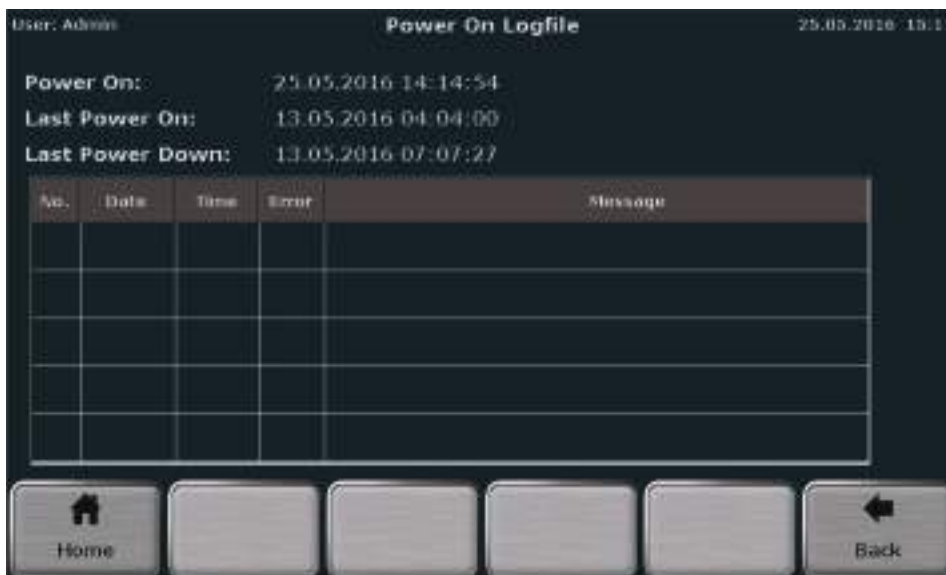 User: Admin Power On Logfile 25.05.2016 15:1
Power On: 25.05.2016 14:14:54
Last Power On: 13.05.2016 04:04:00
Last Power Down: 13.05.2016 07:07:27
No. Date Time Error Message
Home Back